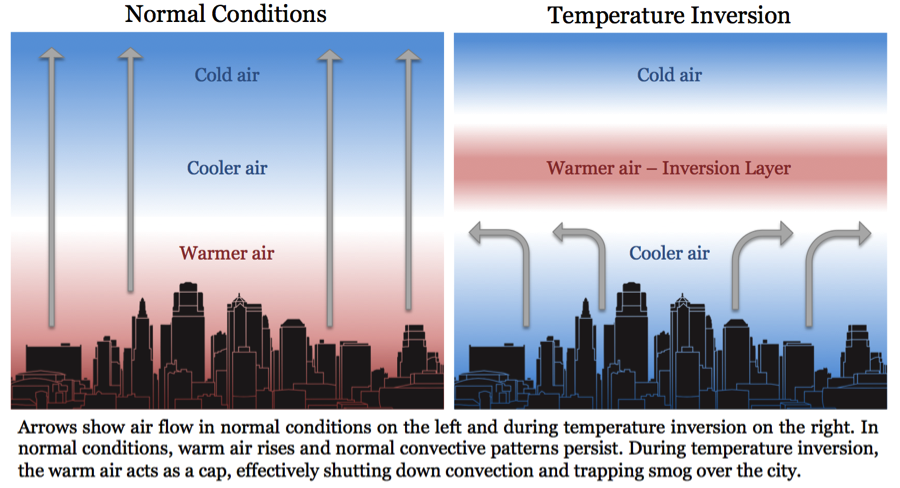 Normal Conditions
Temperature Inversion
Cold air
Cooler air
Warmer air
Cold air
Warmer air – Inversion Layer
Cooler air
Arrows show air flow in normal conditions on the left and during temperature inversion on the right. In
normal conditions, warm air rises and normal convective patterns persist. During temperature inversion,
the warm air acts as a cap, effectively shutting down convection and trapping smog over the city.